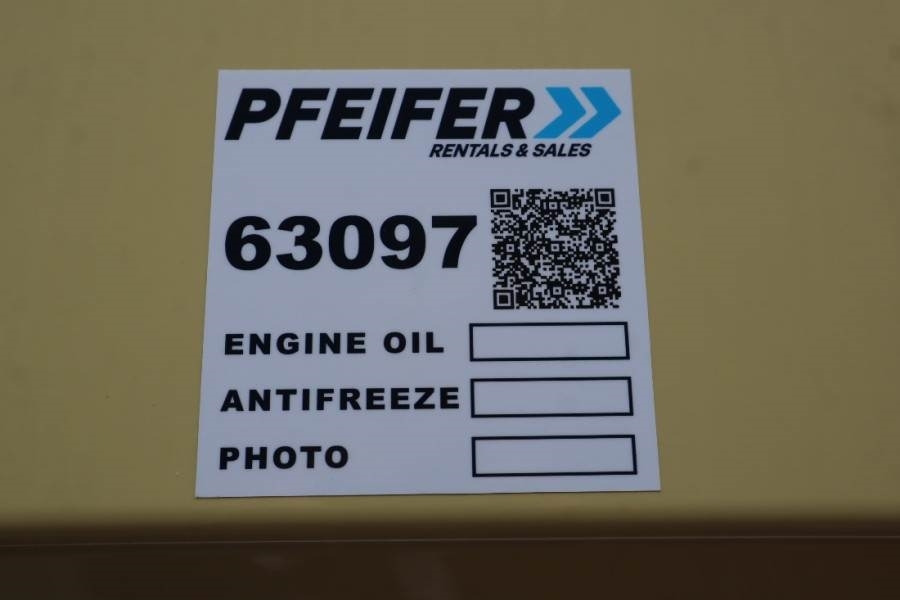 PFEIFER
RENTALS & SALES
63097
ENGINE OIL
ANTIFREEZE
PHOTO